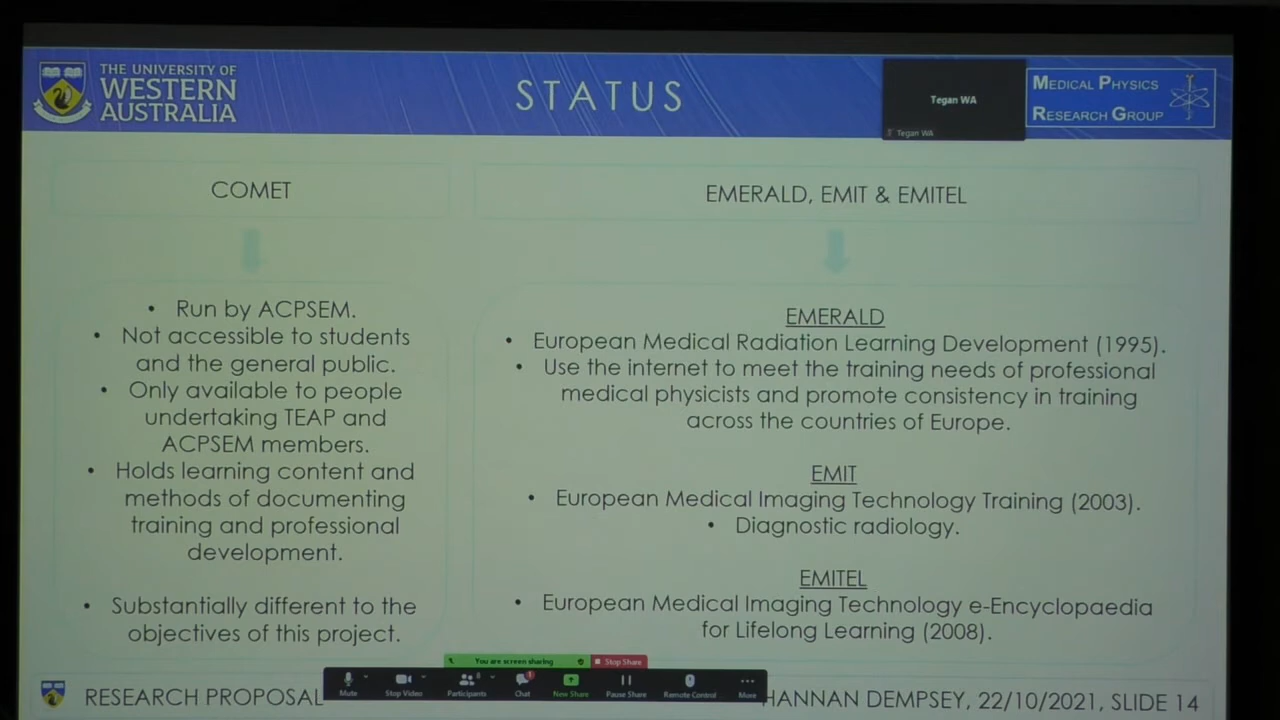 THE UNIVERSITY OF
WESTERN
AUSTRALIA
STATUS
Tegan WA
Tegan WA
MEDICAL PHYSICS
RESEARCH GROUP
COMET
• Run by ACPSEM.
• Not accessible to students
and the general public.
• Only available to people
undertaking TEAP and
ACPSEM members.
• Holds learning content and
methods of documenting
training and professional
development.
• Substantially different to the
objectives of this project.
EMERALD, EMIT & EMITEL
EMERALD
• European Medical Radiation Learning Development (1995).
• Use the internet to meet the training needs of professional
medical physicists and promote consistency in training
across the countries of Europe.
EMIT
• European Medical Imaging Technology Training (2003).
• Diagnostic radiology.
EMITEL
• European Medical Imaging Technology e-Encyclopaedia
for Lifelong Learning (2008).
You are screen sharing
Stop Share
Mute
Stop Video
Participants
8
Chat
1
New Share
Pause Share
Remote Control
More
RESEARCH PROPOSAL
HANNAN DEMPSEY, 22/10/2021, SLIDE 14